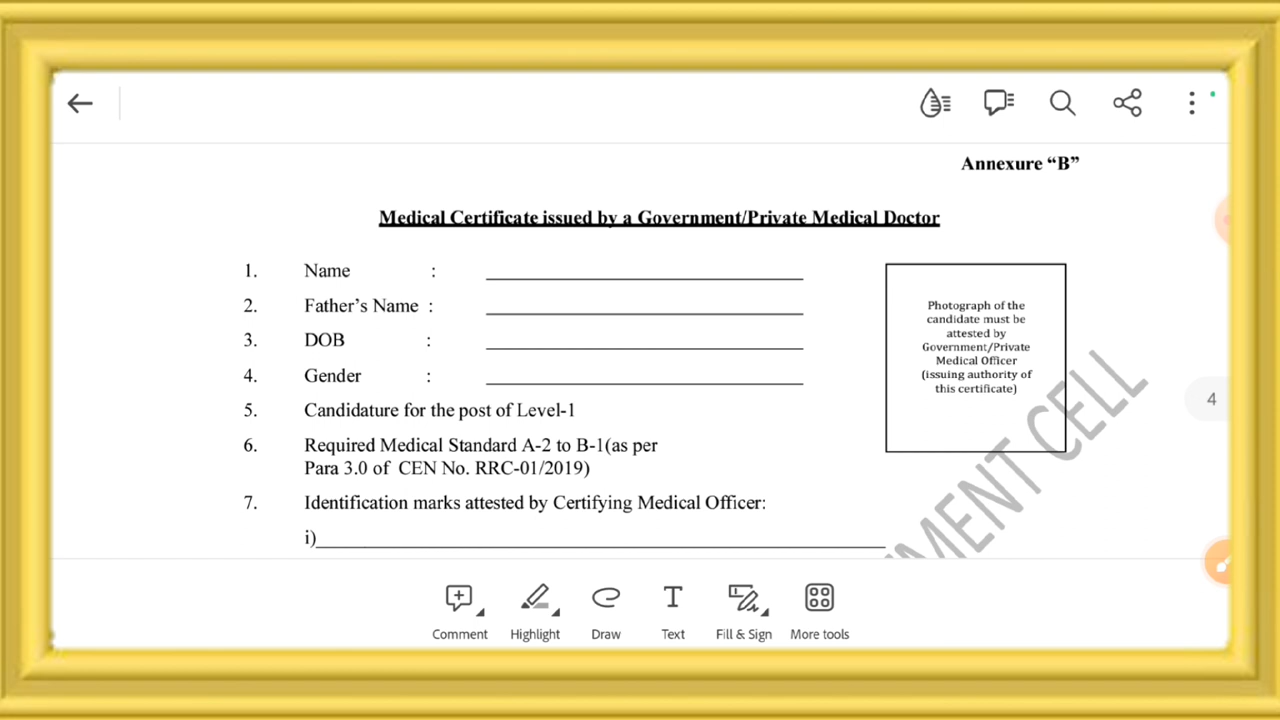 Annexure “B”
Medical Certificate issued by a Government/Private Medical Doctor
1. Name :
2. Father’s Name :
3. DOB :
4. Gender :
5. Candidature for the post of Level-1
6. Required Medical Standard A-2 to B-1(as per
Para 3.0 of CEN No. RRC-01/2019)
7. Identification marks attested by Certifying Medical Officer:
i)
Photograph of the
candidate must be
attested by
Government/Private
Medical Officer
(issuing authority of
this certificate)
CELL
4
Comment
Highlight
Draw
Text
Fill & Sign
More tools